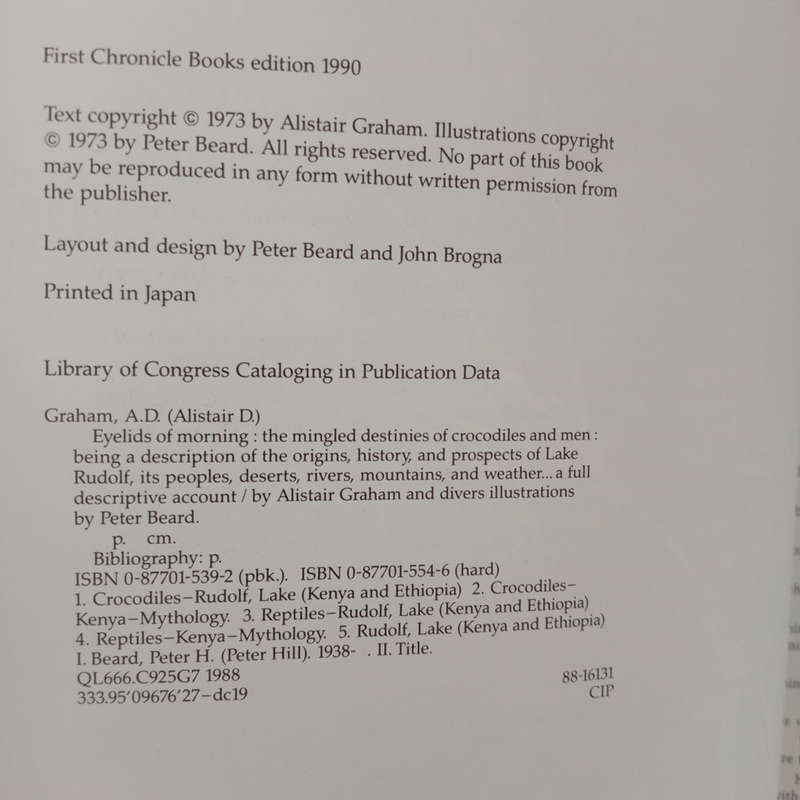 First Chronicle Books edition 1990
Text copyright © 1973 by Alistair Graham. Illustrations copyright
© 1973 by Peter Beard. All rights reserved. No part of this book
may be reproduced in any form without written permission from
the publisher.
Layout and design by Peter Beard and John Brogna
Printed in Japan
Library of Congress Cataloging in Publication Data
Graham, A.D. (Alistair D.)
Eyelids of morning : the mingled destinies of crocodiles and men :
being a description of the origins, history, and prospects of Lake
Rudolf, its peoples, deserts, rivers, mountains, and weather... a full
descriptive account / by Alistair Graham and divers illustrations
by Peter Beard.
p. cm.
Bibliography: p.
ISBN 0-87701-539-2 (pbk.). ISBN 0-87701-554-6 (hard)
1. Crocodiles—Rudolf, Lake (Kenya and Ethiopia) 2. Crocodiles—
Kenya—Mythology. 3. Reptiles—Rudolf, Lake (Kenya and Ethiopia)
4. Reptiles—Kenya—Mythology. 5. Rudolf, Lake (Kenya and Ethiopia)
I. Beard, Peter H. (Peter Hill). 1938- . II. Title.
QL666.C925G7 1988 88-16131
333.95'09676'27—dc19 CIP